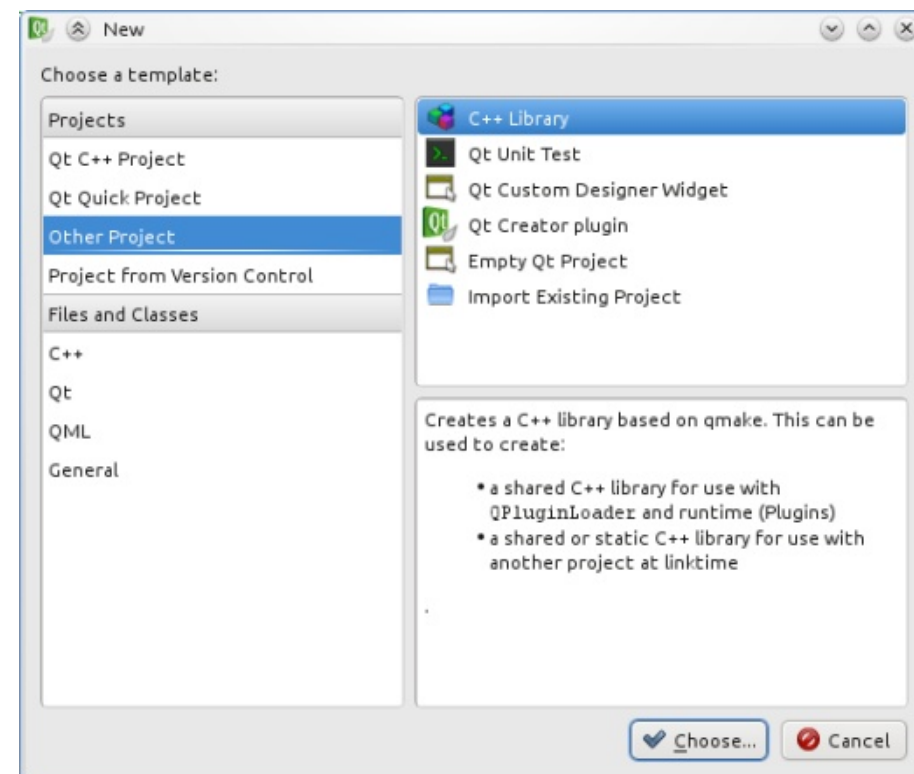 New
Choose a template:
Projects
Qt C++ Project
Qt Quick Project
Other Project
Project from Version Control
Files and Classes
C++
Qt
QML
General
C++ Library
Qt Unit Test
Qt Custom Designer Widget
Qt Creator plugin
Empty Qt Project
Import Existing Project
Creates a C++ library based on qmake. This can be
used to create:
• a shared C++ library for use with
QPluginLoader and runtime (Plugins)
• a shared or static C++ library for use with
another project at linktime
.
Choose...
Cancel